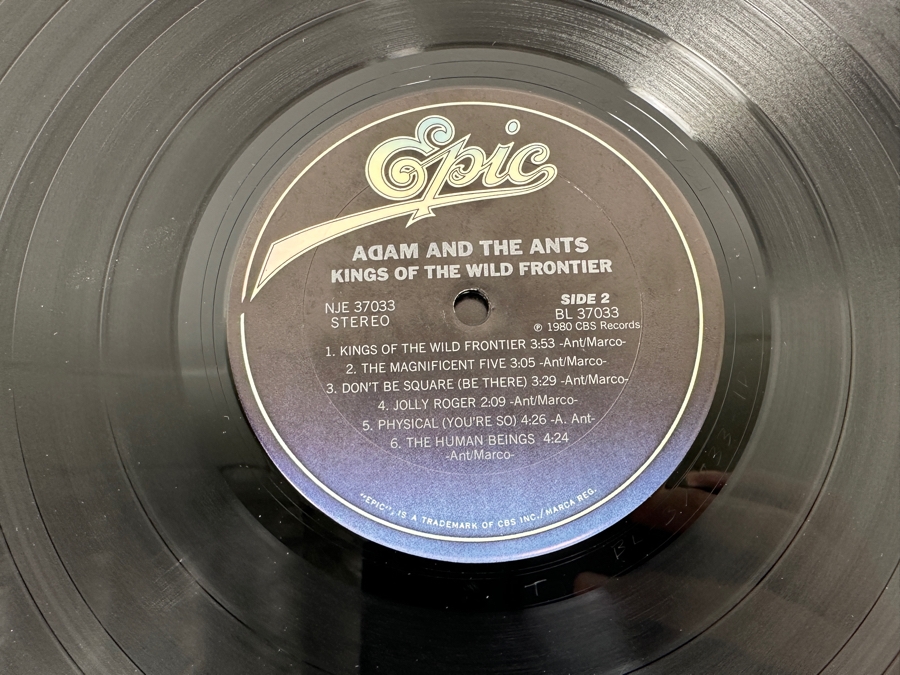 Epic
ADAM AND THE ANTS
KINGS OF THE WILD FRONTIER
NJE 37033
STEREO
SIDE 2
BL 37033
℗ 1980 CBS Records
1. KINGS OF THE WILD FRONTIER 3:53 -Ant/Marco-
2. THE MAGNIFICENT FIVE 3:05 -Ant/Marco-
3. DON'T BE SQUARE (BE THERE) 3:29 -Ant/Marco-
4. JOLLY ROGER 2:09 -Ant/Marco-
5. PHYSICAL (YOU'RE SO) 4:26 -A. Ant-
6. THE HUMAN BEINGS 4:24
-Ant/Marco-
"EPIC", IS A TRADEMARK OF CBS INC./MARCA REG.